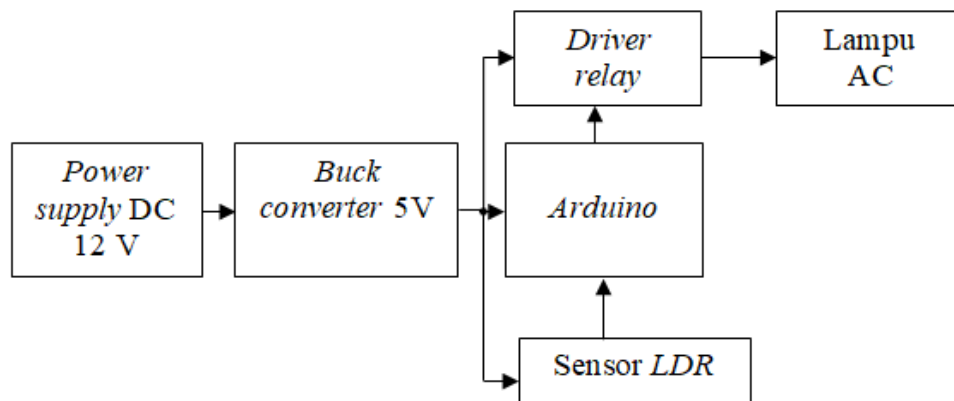 Power
supply DC
12 V
Buck
converter 5V
Driver
relay
Lampu
AC
Arduino
Sensor LDR